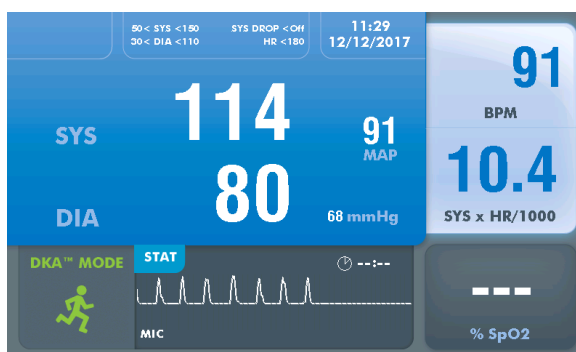 50< SYS <150 SYS DROP <Off
30< DIA <110 HR <180
11:29
12/12/2017
91
BPM
SYS 114
91
MAP
10.4
SYS x HR/1000
DIA 80
68 mmHg
DKA™ MODE
STAT
--:--
MIC
---
% SpO2